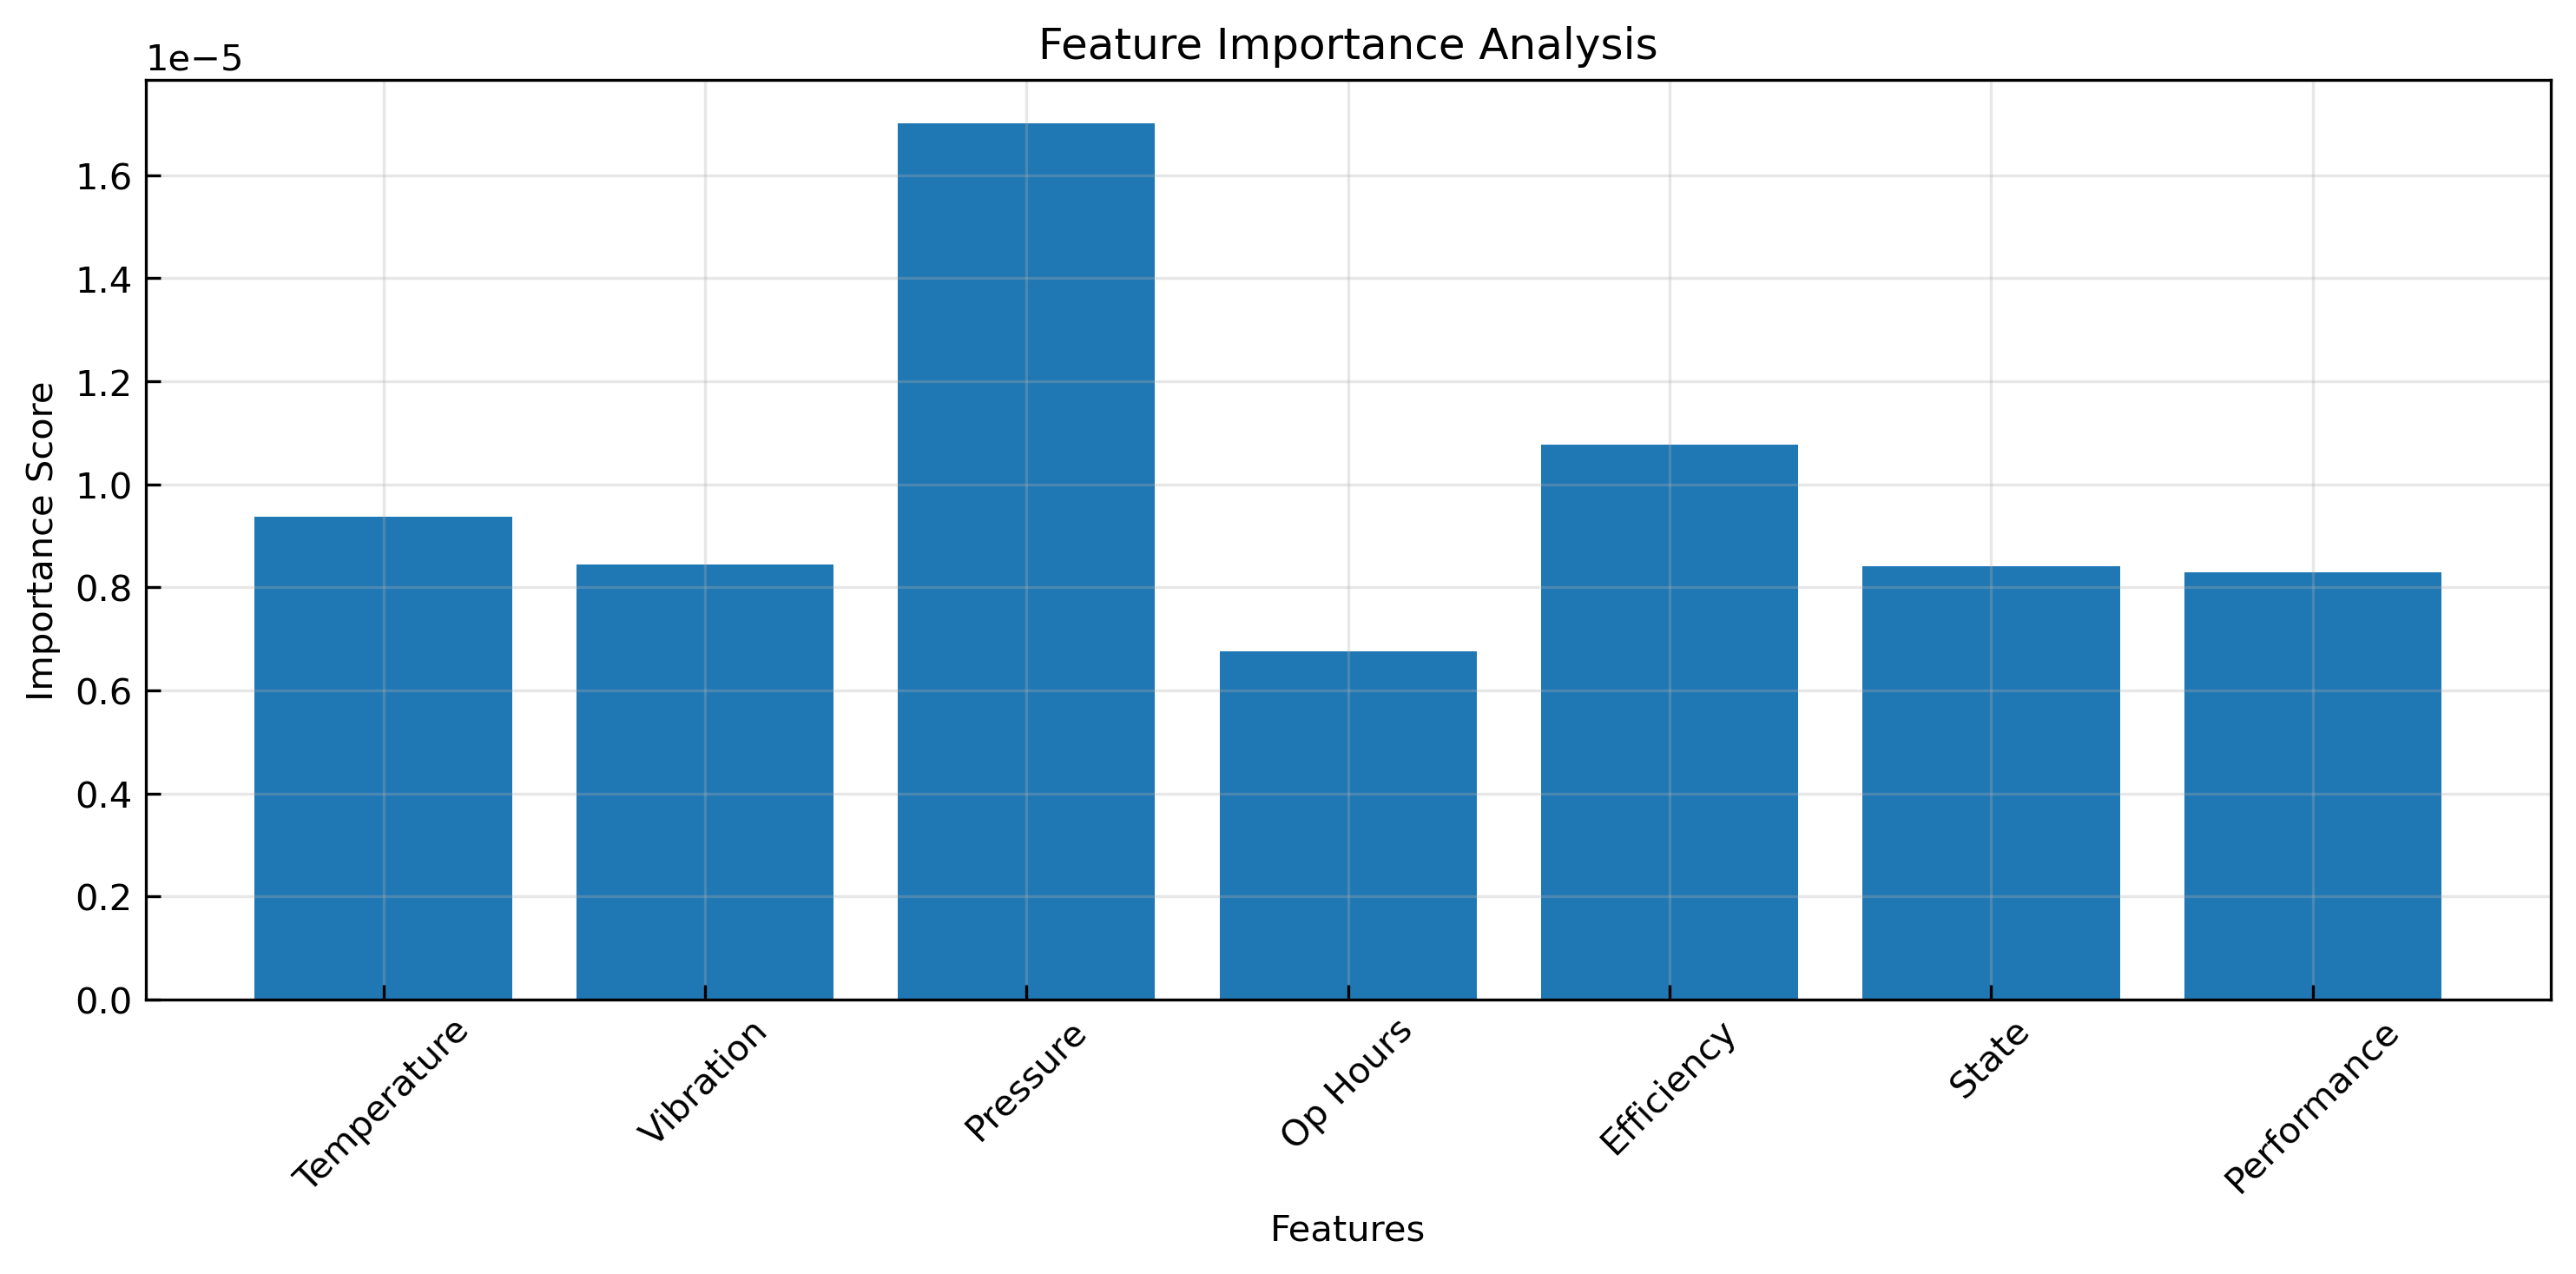 Feature Importance Analysis
1e−5
1.6
1.4
1.2
1.0
0.8
0.6
0.4
0.2
0.0
Importance Score
Temperature
Vibration
Pressure
Op Hours
Efficiency
State
Performance
Features